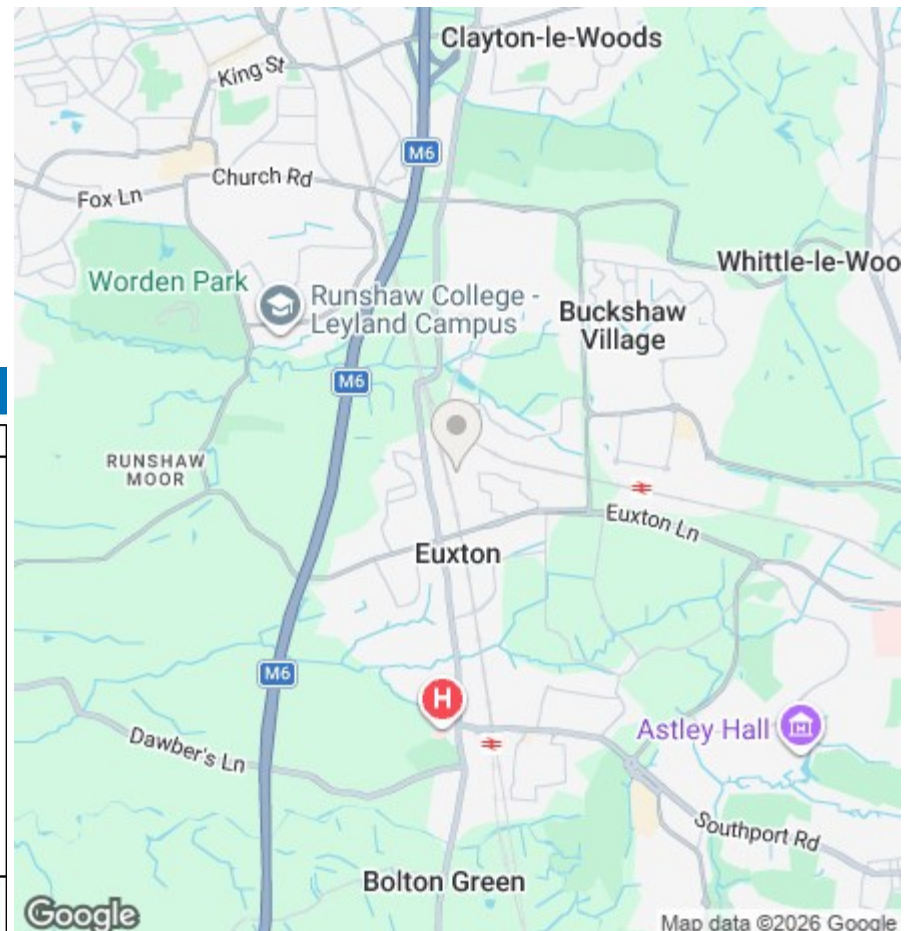 Clayton-le-Woods
King St
M6
Church Rd
Fox Ln
Whittle-le-Woo
Worden Park
Runshaw College -
Leyland Campus
Buckshaw
Village
M6
RUNSHAW
MOOR
Euxton Ln
Euxton
M6
H
Astley Hall
Dawber's Ln
Southport Rd
Bolton Green
Google
Map data ©2026 Google